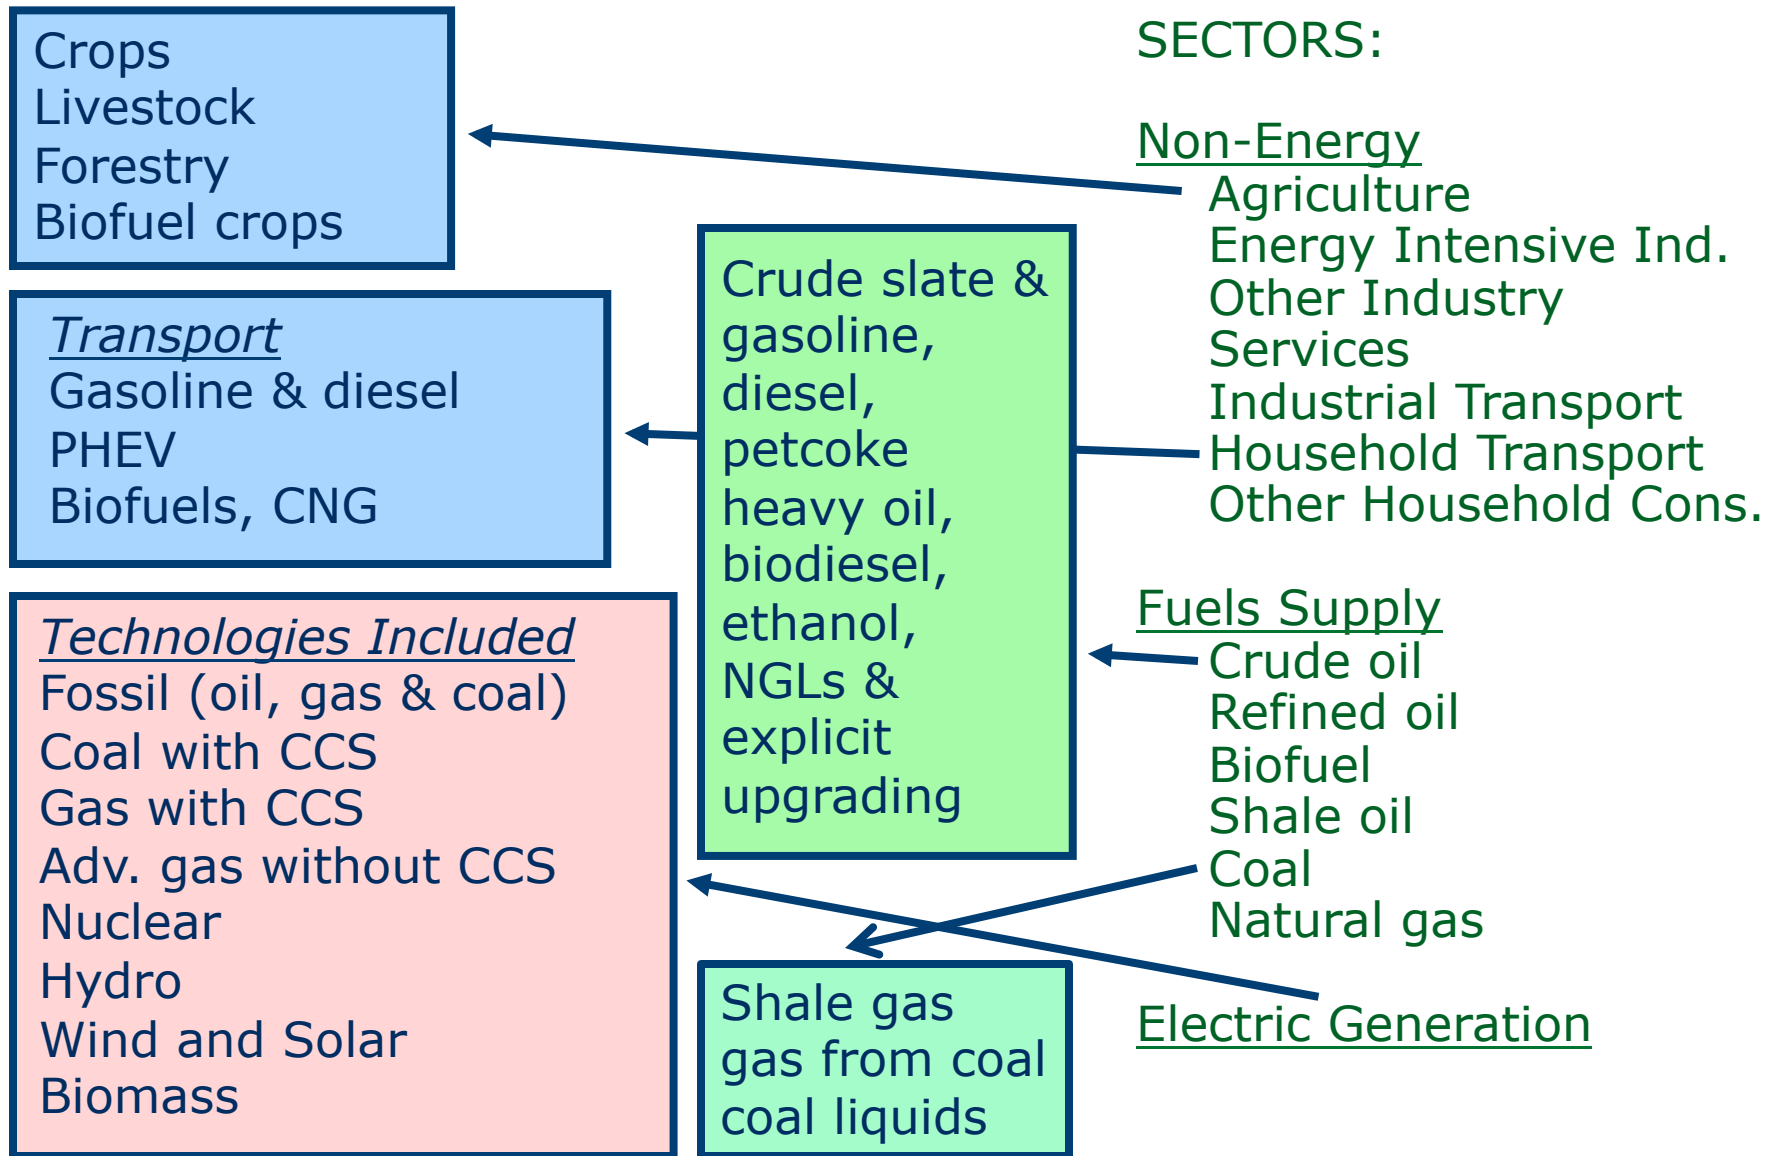 Crops
Livestock
Forestry
Biofuel crops
Transport
Gasoline & diesel
PHEV
Biofuels, CNG
Technologies Included
Fossil (oil, gas & coal)
Coal with CCS
Gas with CCS
Adv. gas without CCS
Nuclear
Hydro
Wind and Solar
Biomass
Crude slate &
gasoline,
diesel,
petcoke
heavy oil,
biodiesel,
ethanol,
NGLs &
explicit
upgrading
Shale gas
gas from coal
coal liquids
SECTORS:
Non-Energy
Agriculture
Energy Intensive Ind.
Other Industry
Services
Industrial Transport
Household Transport
Other Household Cons.
Fuels Supply
Crude oil
Refined oil
Biofuel
Shale oil
Coal
Natural gas
Electric Generation